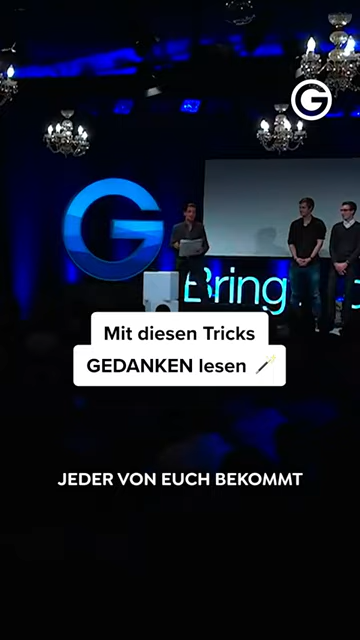 G
G
Bring
Mit diesen Tricks
GEDANKEN lesen
JEDER VON EUCH BEKOMMT